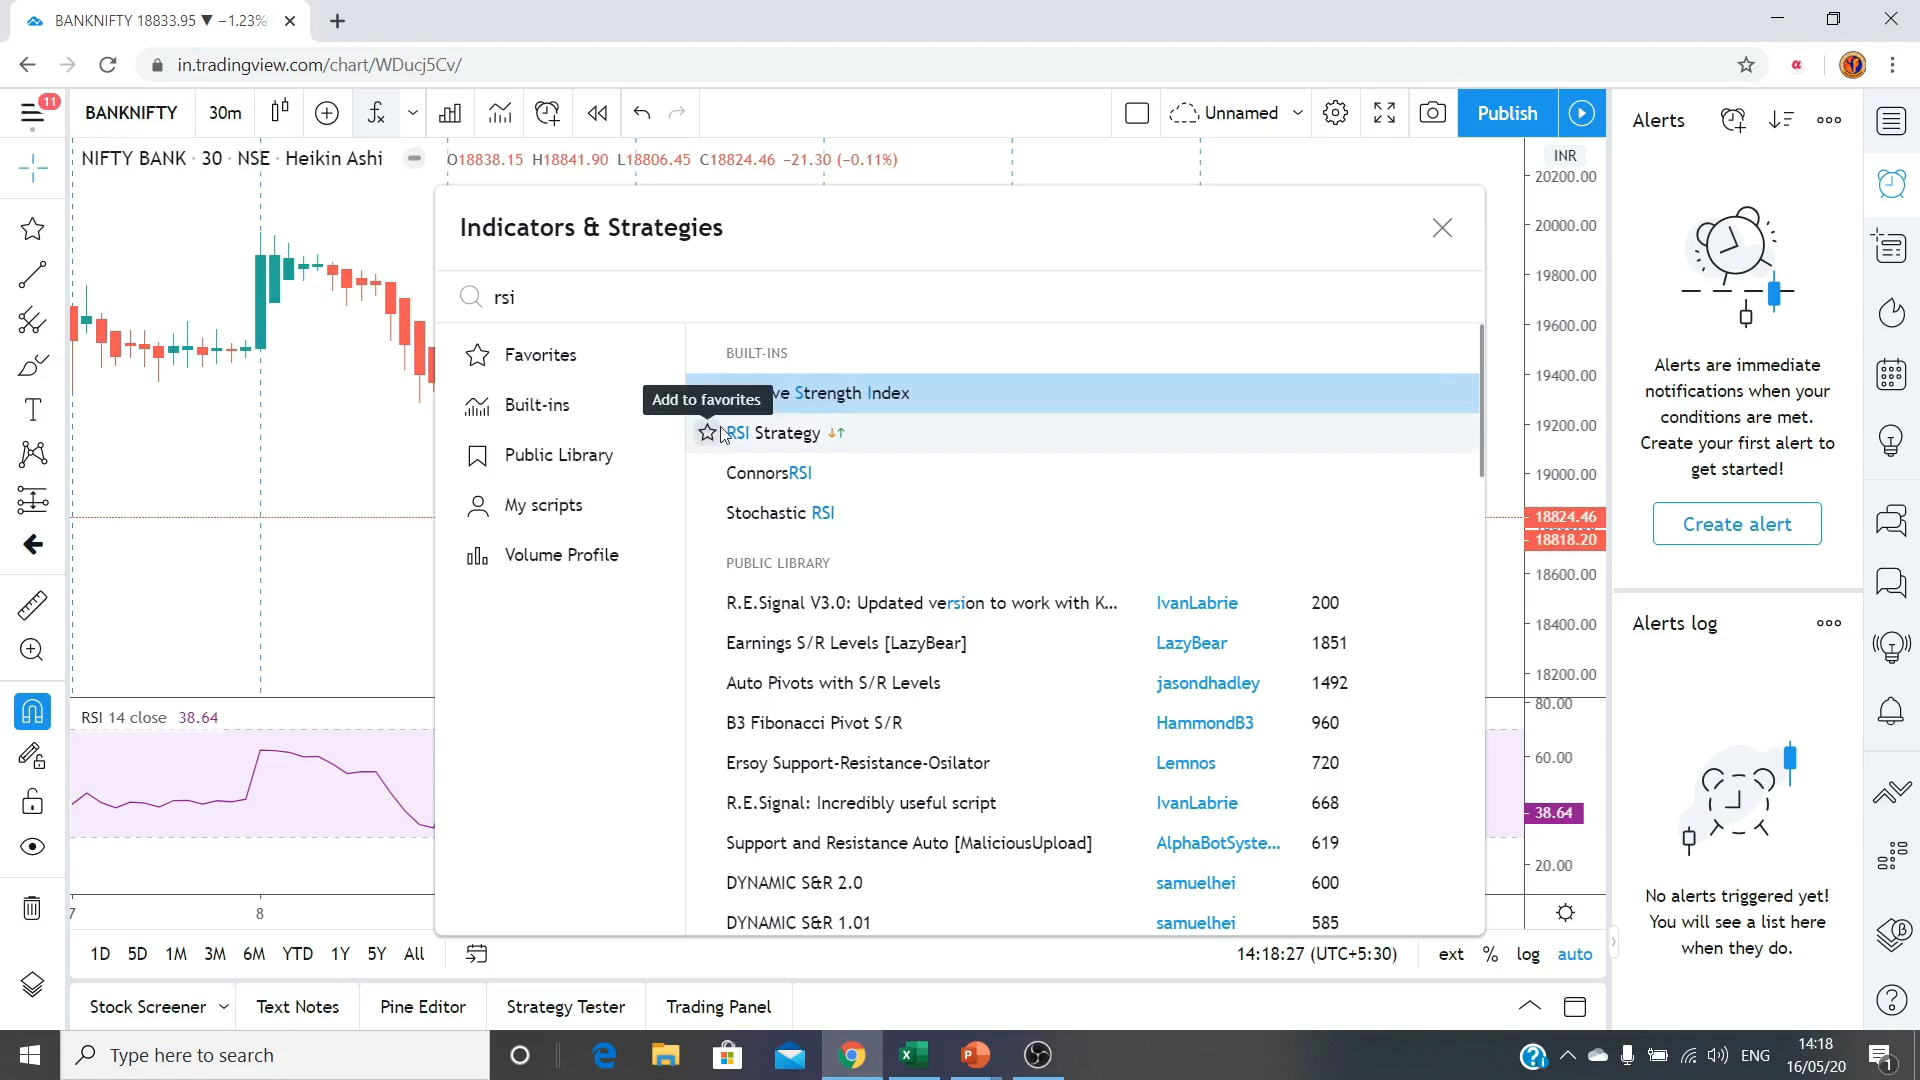 BANKNIFTY 18833.95 ▼ −1.23%
in.tradingview.com/chart/WDucj5Cv/
11
BANKNIFTY 30m
Unnamed
Publish
Alerts
NIFTY BANK · 30 · NSE · Heikin Ashi
O18838.15 H18841.90 L18806.45 C18824.46 −21.30 (−0.11%)
INR
20200.00
20000.00
19800.00
19600.00
19400.00
19200.00
19000.00
18824.46
18818.20
18600.00
18400.00
18200.00
80.00
60.00
38.64
20.00
Indicators & Strategies
rsi
Favorites
Built-ins
Public Library
My scripts
Volume Profile
BUILT-INS
ve Strength Index
Add to favorites
RSI Strategy
ConnorsRSI
Stochastic RSI
PUBLIC LIBRARY
R.E.Signal V3.0: Updated version to work with K... IvanLabrie 200
Earnings S/R Levels [LazyBear] LazyBear 1851
Auto Pivots with S/R Levels jasondhadley 1492
B3 Fibonacci Pivot S/R HammondB3 960
Ersoy Support-Resistance-Osilator Lemnos 720
R.E.Signal: Incredibly useful script IvanLabrie 668
Support and Resistance Auto [MaliciousUpload] AlphaBotSyste... 619
DYNAMIC S&R 2.0 samuelhei 600
DYNAMIC S&R 1.01 samuelhei 585
RSI 14 close 38.64
7 8
Alerts are immediate
notifications when your
conditions are met.
Create your first alert to
get started!
Create alert
Alerts log
No alerts triggered yet!
You will see a list here
when they do.
1D 5D 1M 3M 6M YTD 1Y 5Y All
14:18:27 (UTC+5:30) ext % log auto
Stock Screener Text Notes Pine Editor Strategy Tester Trading Panel
Type here to search
ENG
14:18
16/05/20
1